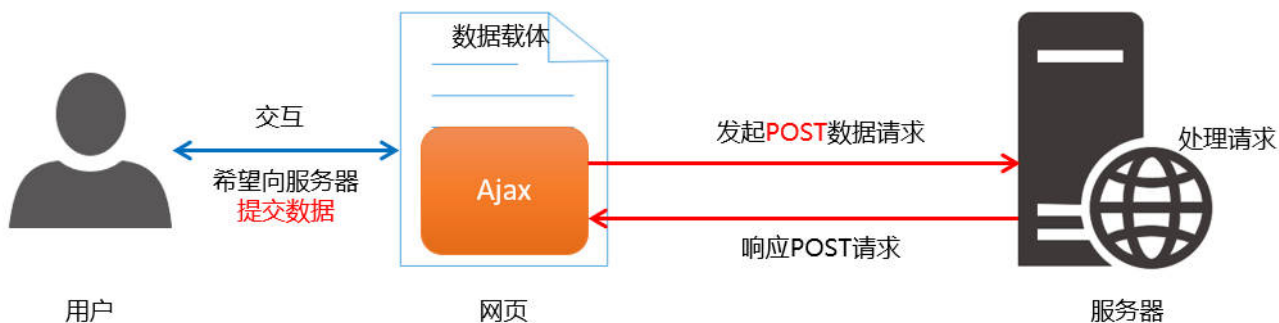 数据载体
交互
希望向服务器
提交数据
Ajax
发起POST数据请求
响应POST请求
处理请求
用户
网页
服务器